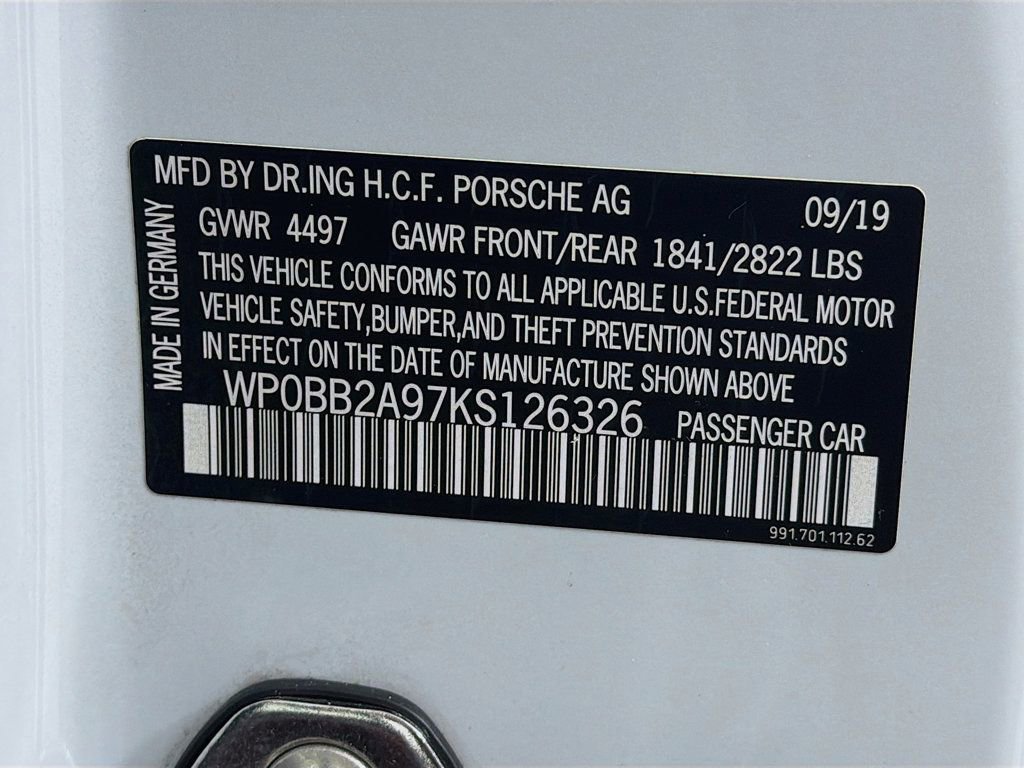 MFD BY DR.ING H.C.F. PORSCHE AG 09/19
GVWR 4497 GAWR FRONT/REAR 1841/2822 LBS
THIS VEHICLE CONFORMS TO ALL APPLICABLE U.S.FEDERAL MOTOR
VEHICLE SAFETY,BUMPER,AND THEFT PREVENTION STANDARDS
IN EFFECT ON THE DATE OF MANUFACTURE SHOWN ABOVE
WP0BB2A97KS126326 PASSENGER CAR
991.701.112.62
MADE IN GERMANY